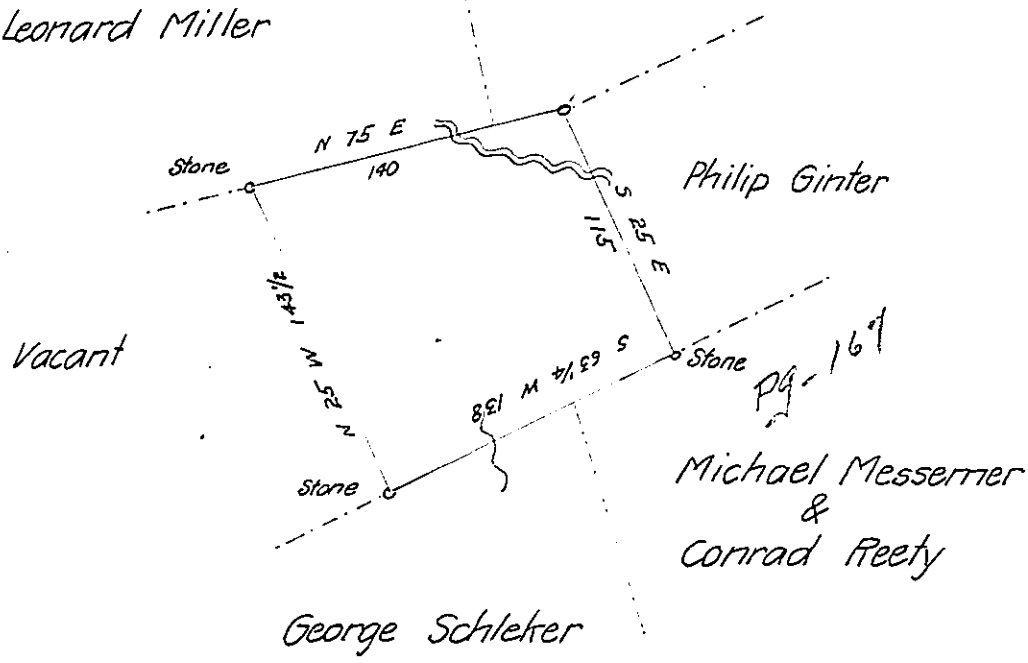 Leonard Miller
N 75 E
140
Stone
Philip Ginter
S 25 E
115
Vacant
N 25 W 143 1/2
S 63 1/4 W 138
Stone
Stone
Pg. 167
Michael Messemer
&
Conrad Reety
George Schleker